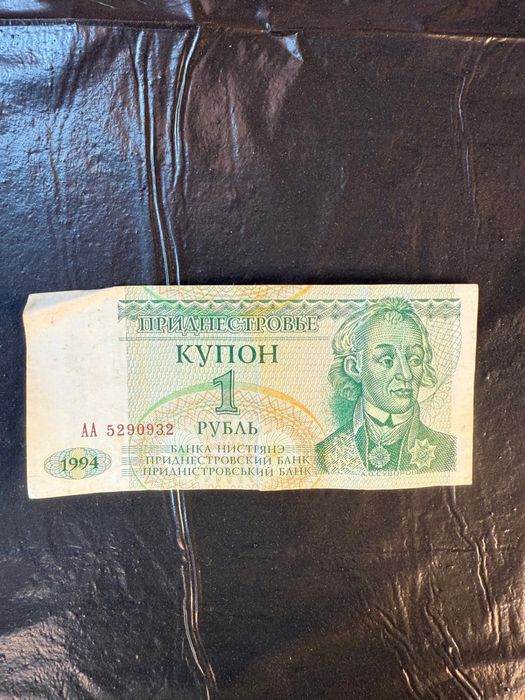 ПРИДНЕСТРОВЬЕ
КУПОН
1
РУБЛЬ
АА 5290932
1994
БАНКА НИСТРЯНЭ
ПРИДНЕСТРОВСКИЙ БАНК
ПРИДНІСТРОВСЬКИЙ БАНК